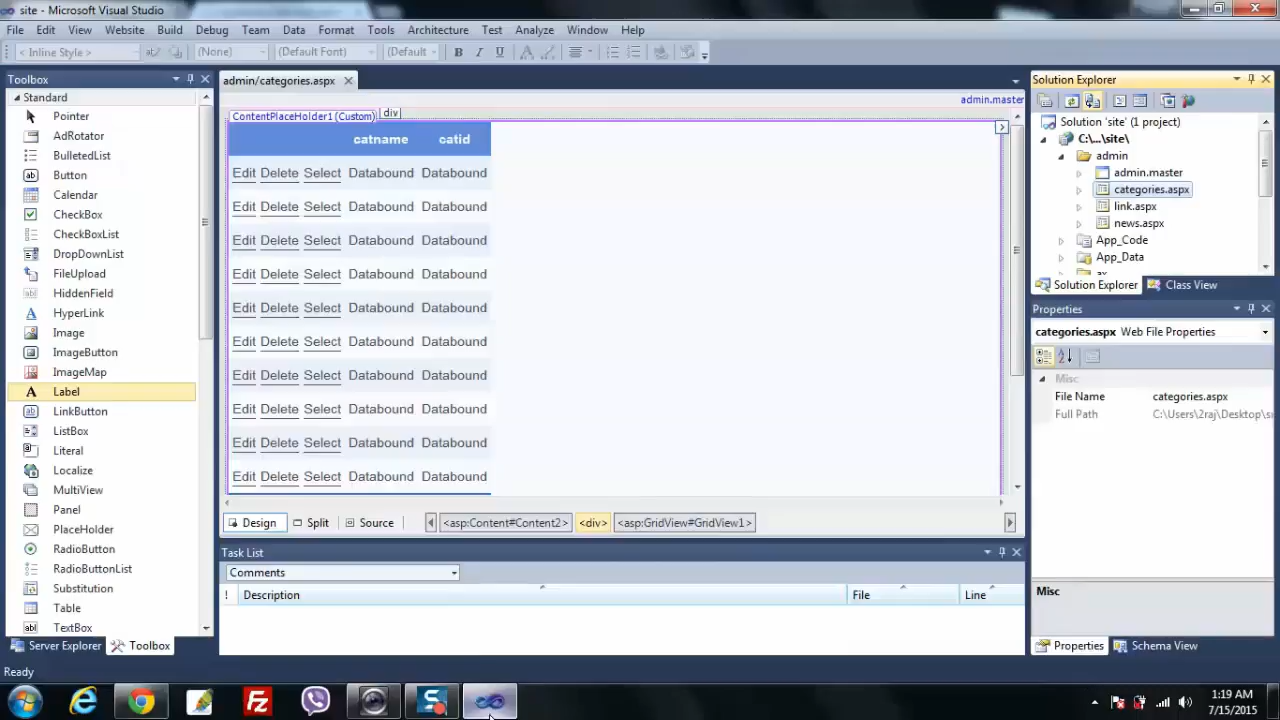 site - Microsoft Visual Studio
File Edit View Website Build Debug Team Data Format Tools Architecture Test Analyze Window Help
< Inline Style > (None) (Default Font) (Default B I U A
Toolbox
Standard
Pointer
AdRotator
BulletedList
Button
Calendar
CheckBox
CheckBoxList
DropDownList
FileUpload
HiddenField
HyperLink
Image
ImageButton
ImageMap
Label
LinkButton
ListBox
Literal
Localize
MultiView
Panel
PlaceHolder
RadioButton
RadioButtonList
Substitution
Table
TextBox
Server Explorer Toolbox
admin/categories.aspx
admin.master
ContentPlaceHolder1 (Custom) div
catname catid
Edit Delete Select Databound Databound
Edit Delete Select Databound Databound
Edit Delete Select Databound Databound
Edit Delete Select Databound Databound
Edit Delete Select Databound Databound
Edit Delete Select Databound Databound
Edit Delete Select Databound Databound
Edit Delete Select Databound Databound
Edit Delete Select Databound Databound
Edit Delete Select Databound Databound
Design Split Source <asp:Content#Content2> <div> <asp:GridView#GridView1>
Task List
Comments
! Description File Line
Solution Explorer
Solution 'site' (1 project)
C:\...\site\
admin
admin.master
categories.aspx
link.aspx
news.aspx
App_Code
App_Data
Solution Explorer Class View
Properties
categories.aspx Web File Properties
Misc
File Name categories.aspx
Full Path C:\Users\2raj\Desktop\s
Misc
Properties Schema View
Ready
1:19 AM
7/15/2015